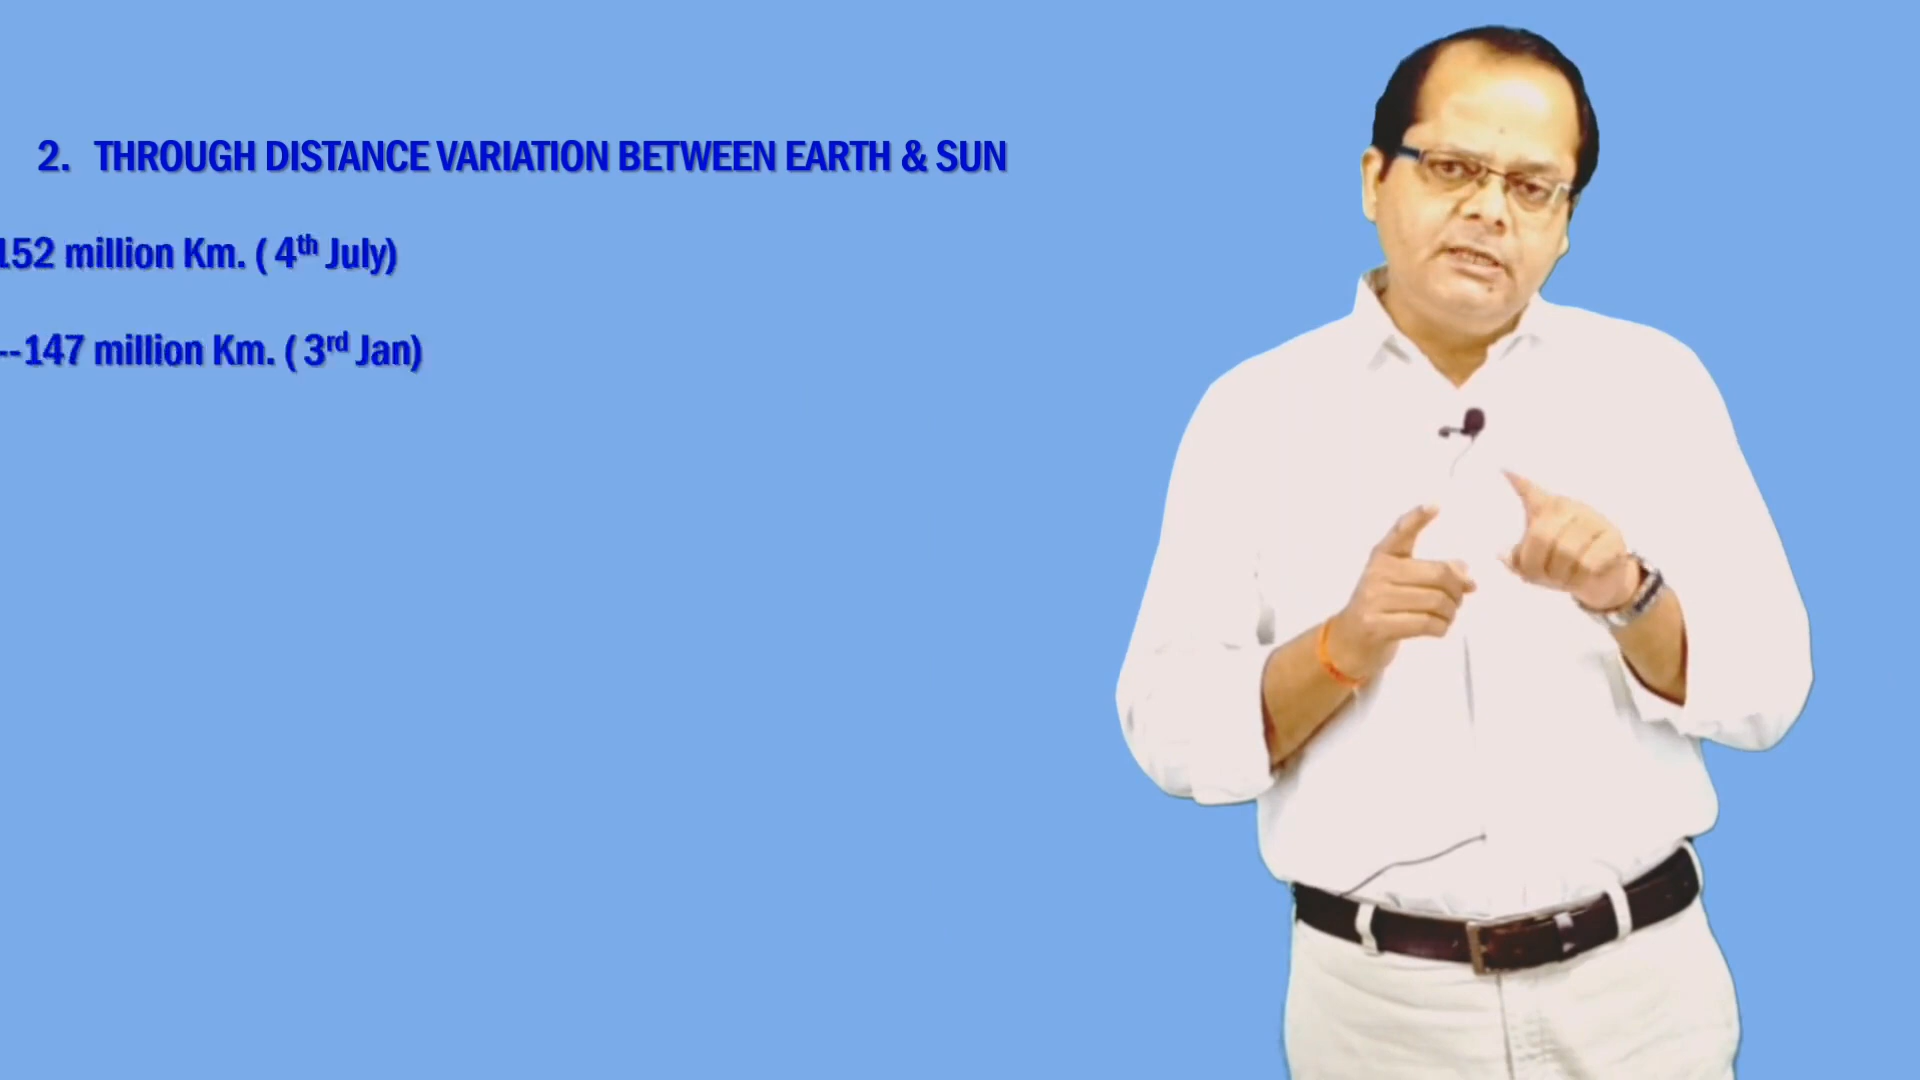 2. THROUGH DISTANCE VARIATION BETWEEN EARTH & SUN
152 million Km. ( 4th July)
--147 million Km. ( 3rd Jan)